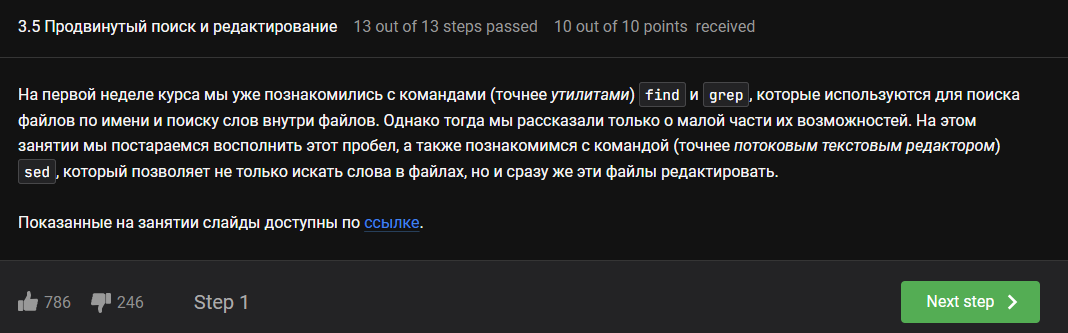 3.5 Продвинутый поиск и редактирование 13 out of 13 steps passed 10 out of 10 points received
На первой неделе курса мы уже познакомились с командами (точнее утилитами) find и grep, которые используются для поиска
файлов по имени и поиску слов внутри файлов. Однако тогда мы рассказали только о малой части их возможностей. На этом
занятии мы постараемся восполнить этот пробел, а также познакомимся с командой (точнее потоковым текстовым редактором)
sed, который позволяет не только искать слова в файлах, но и сразу же эти файлы редактировать.
Показанные на занятии слайды доступны по ссылке.
786 246 Step 1 Next step